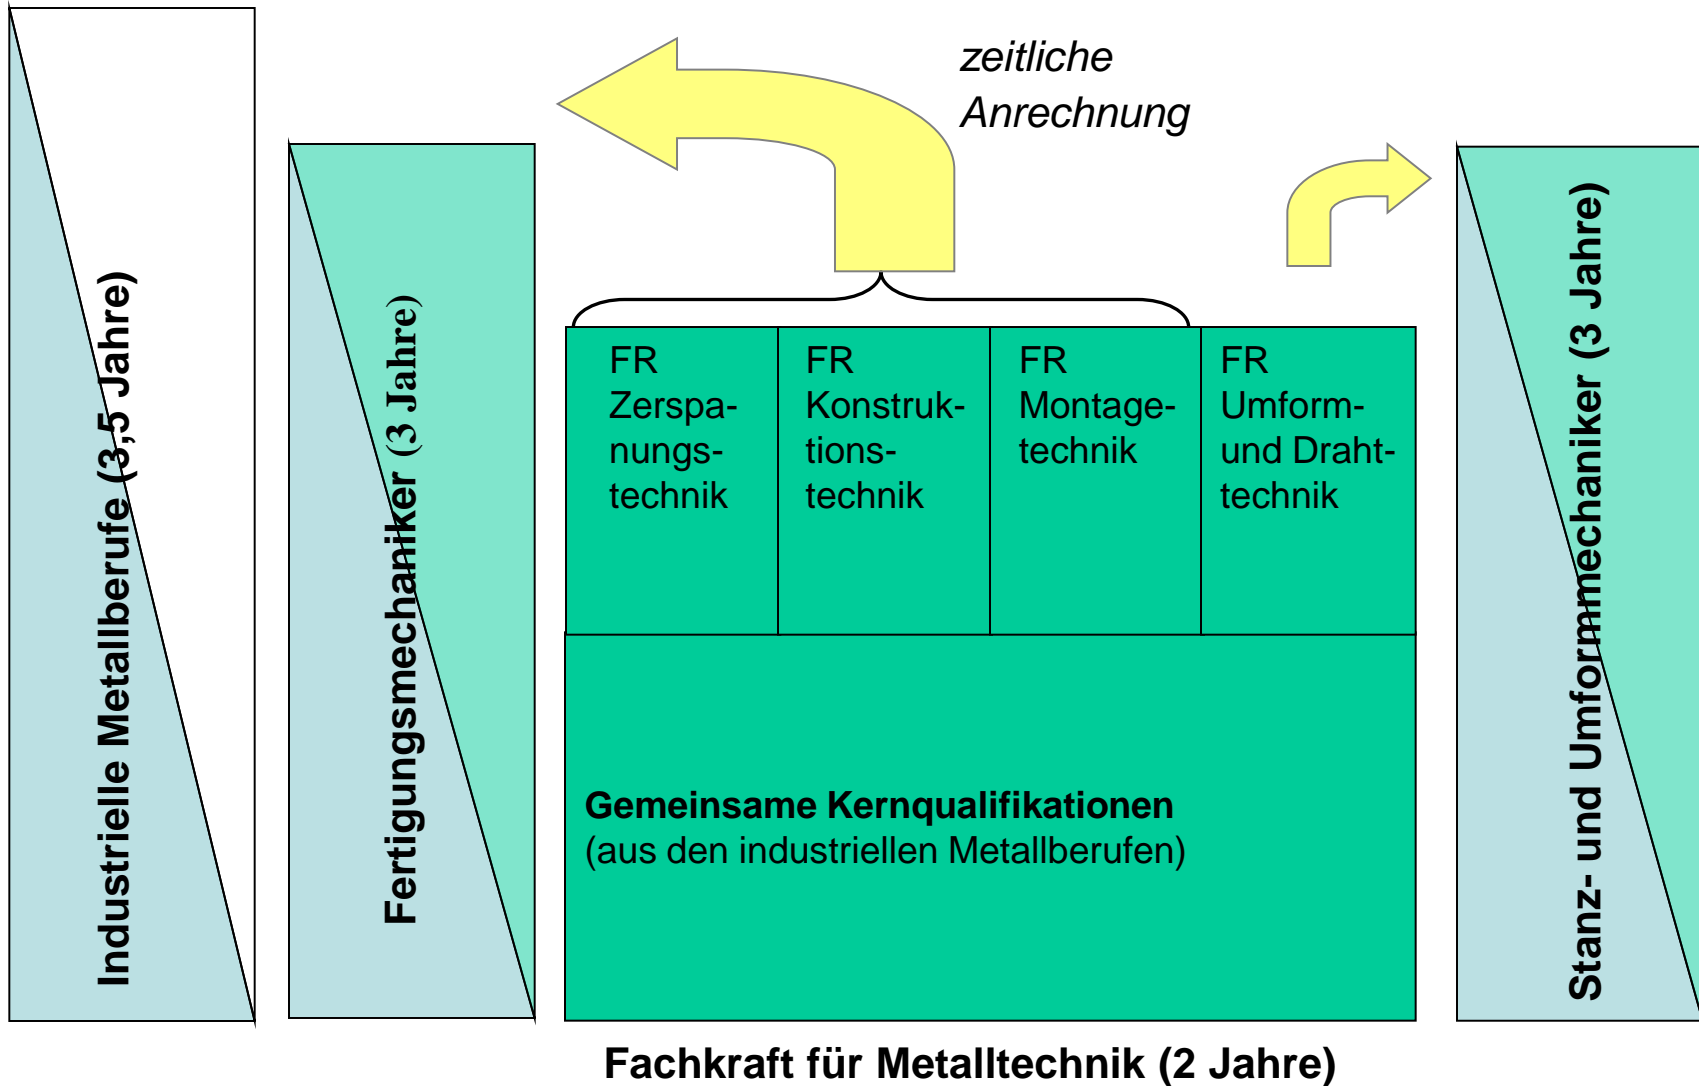 zeitliche
Anrechnung
Industrielle Metallberufe (3,5 Jahre)
Fertigungsmechaniker (3 Jahre)
FR
Zerspa-
nungs-
technik
FR
Konstruk-
tions-
technik
FR
Montage-
technik
FR
Umform-
und Draht-
technik
Gemeinsame Kernqualifikationen
(aus den industriellen Metallberufen)
Stanz- und Umformmechaniker (3 Jahre)
Fachkraft für Metalltechnik (2 Jahre)